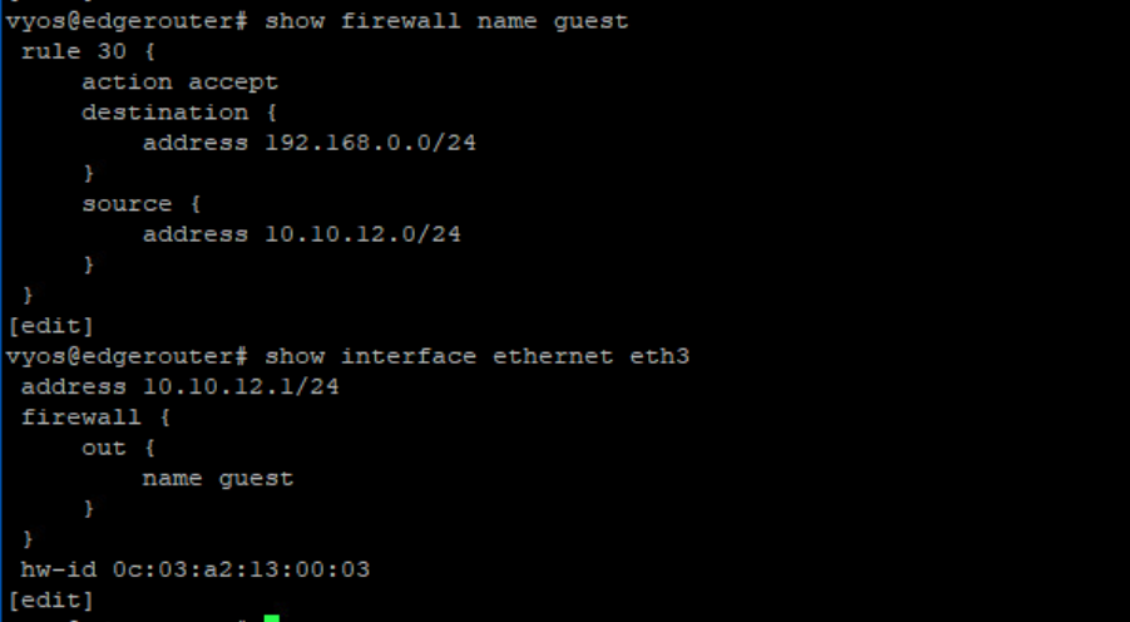 vyos@edgerouter# show firewall name guest
rule 30 {
action accept
destination {
address 192.168.0.0/24
}
source {
address 10.10.12.0/24
}
}
[edit]
vyos@edgerouter# show interface ethernet eth3
address 10.10.12.1/24
firewall {
out {
name guest
}
}
hw-id 0c:03:a2:13:00:03
[edit]